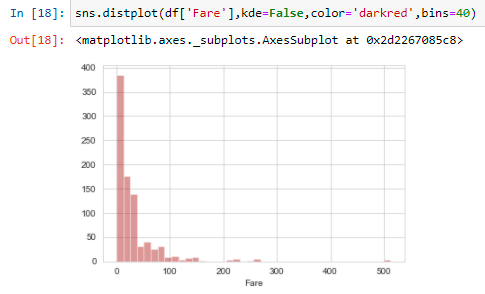 In [18]: sns.distplot(df['Fare'],kde=False,color='darkred',bins=40)
Out[18]: <matplotlib.axes._subplots.AxesSubplot at 0x2d2267085c8>
400
350
300
250
200
150
100
50
0
0 100 200 300 400 500
Fare